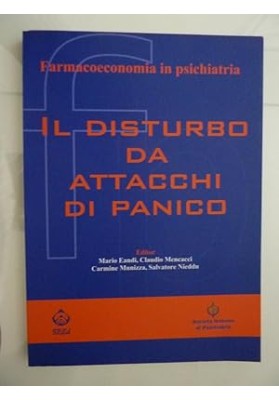 Farmacoeconomia in psichiatria
IL DISTURBO
DA
ATTACCHI
DI PANICO
Editor
Mario Eandi, Claudio Mencacci
Carmine Munizza, Salvatore Nieddu